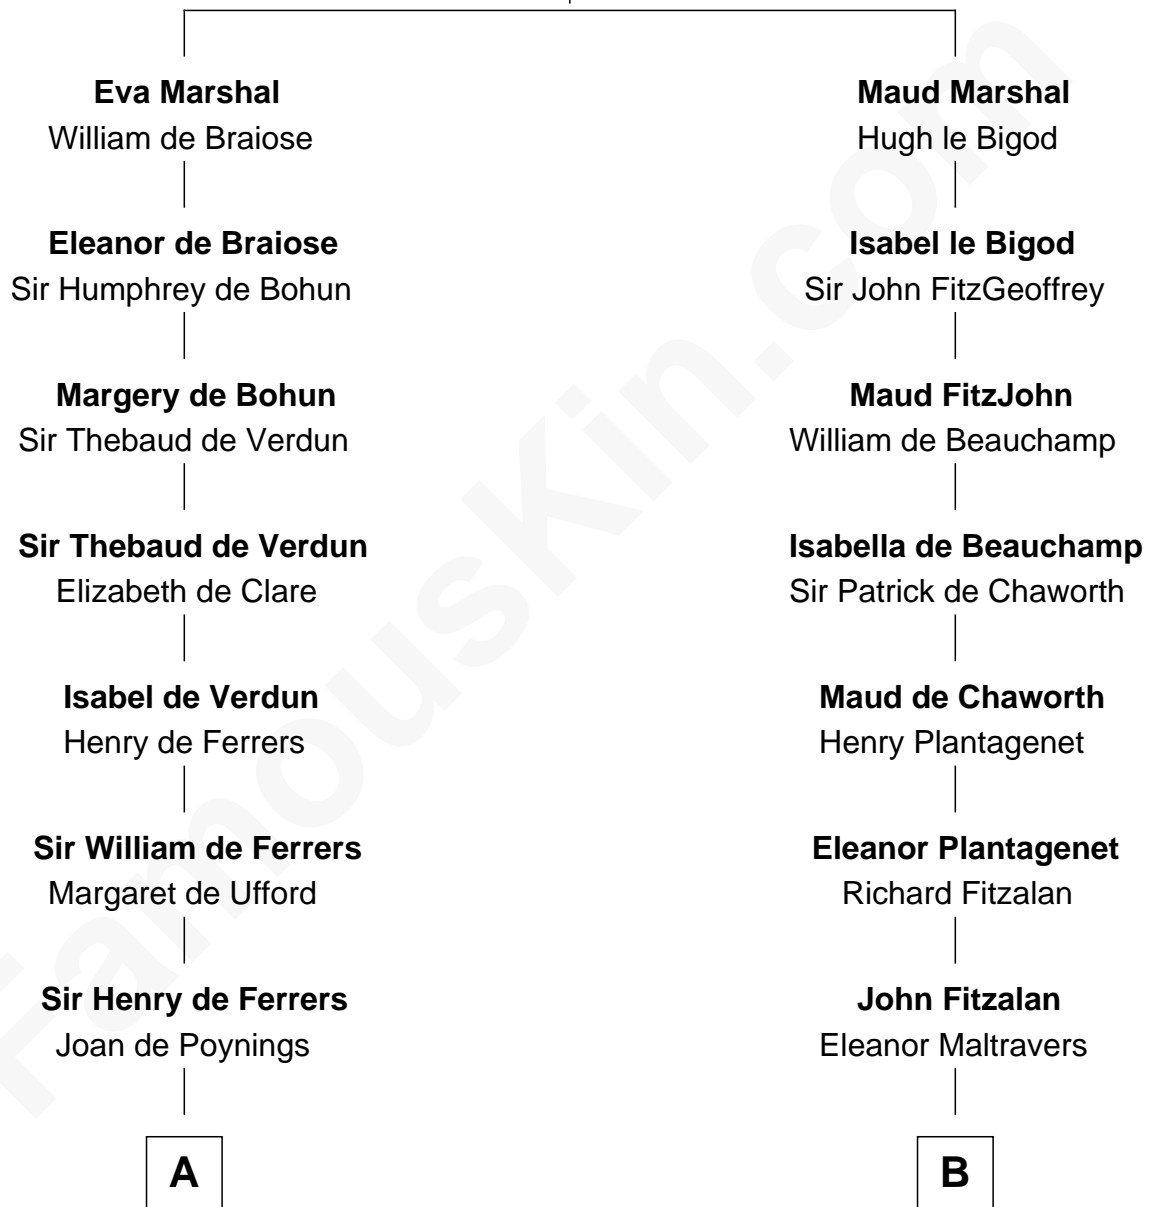 Eva Marshal
William de Braiose
Eleanor de Braiose
Sir Humphrey de Bohun
Margery de Bohun
Sir Thebaud de Verdun
Sir Thebaud de Verdun
Elizabeth de Clare
Isabel de Verdun
Henry de Ferrers
Sir William de Ferrers
Margaret de Ufford
Sir Henry de Ferrers
Joan de Poynings
A
Maud Marshal
Hugh le Bigod
Isabel le Bigod
Sir John FitzGeoffrey
Maud FitzJohn
William de Beauchamp
Isabella de Beauchamp
Sir Patrick de Chaworth
Maud de Chaworth
Henry Plantagenet
Eleanor Plantagenet
Richard Fitzalan
John Fitzalan
Eleanor Maltravers
B
FamousKin.com